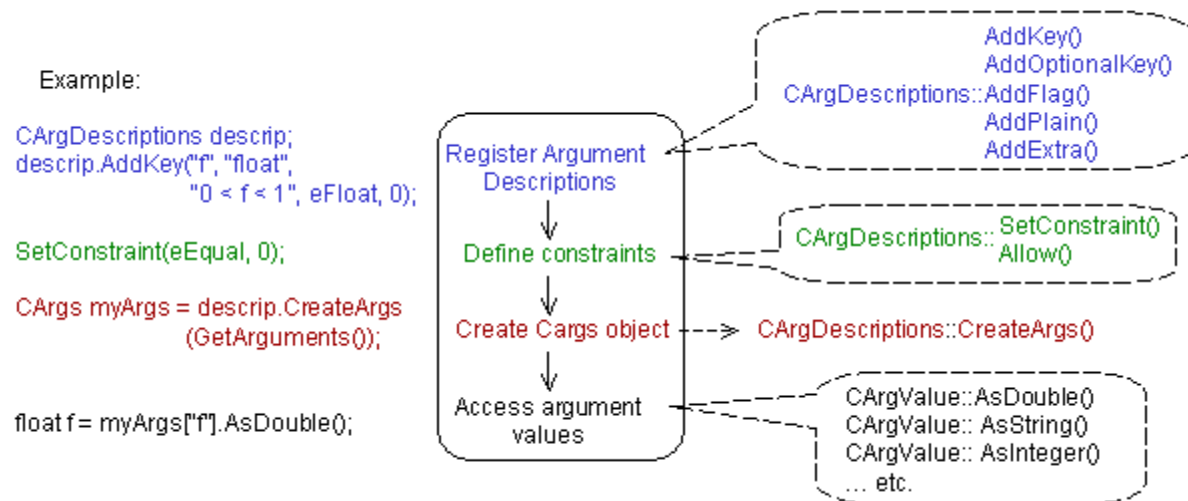 Example:
CArgDescriptions descrip;
descrip.AddKey("f", "float",
"0 < f < 1", eFloat, 0);
SetConstraint(eEqual, 0);
CArgs myArgs = descrip.CreateArgs
(GetArguments());
float f = myArgs["f"].AsDouble();
Register Argument
Descriptions
Define constraints
Create Cargs object
Access argument
values
AddKey()
AddOptionalKey()
CArgDescriptions::AddFlag()
AddPlain()
AddExtra()
CArgDescriptions:: SetConstraint()
Allow()
CArgDescriptions::CreateArgs()
CArgValue::AsDouble()
CArgValue:: AsString()
CArgValue:: AsInteger()
... etc.